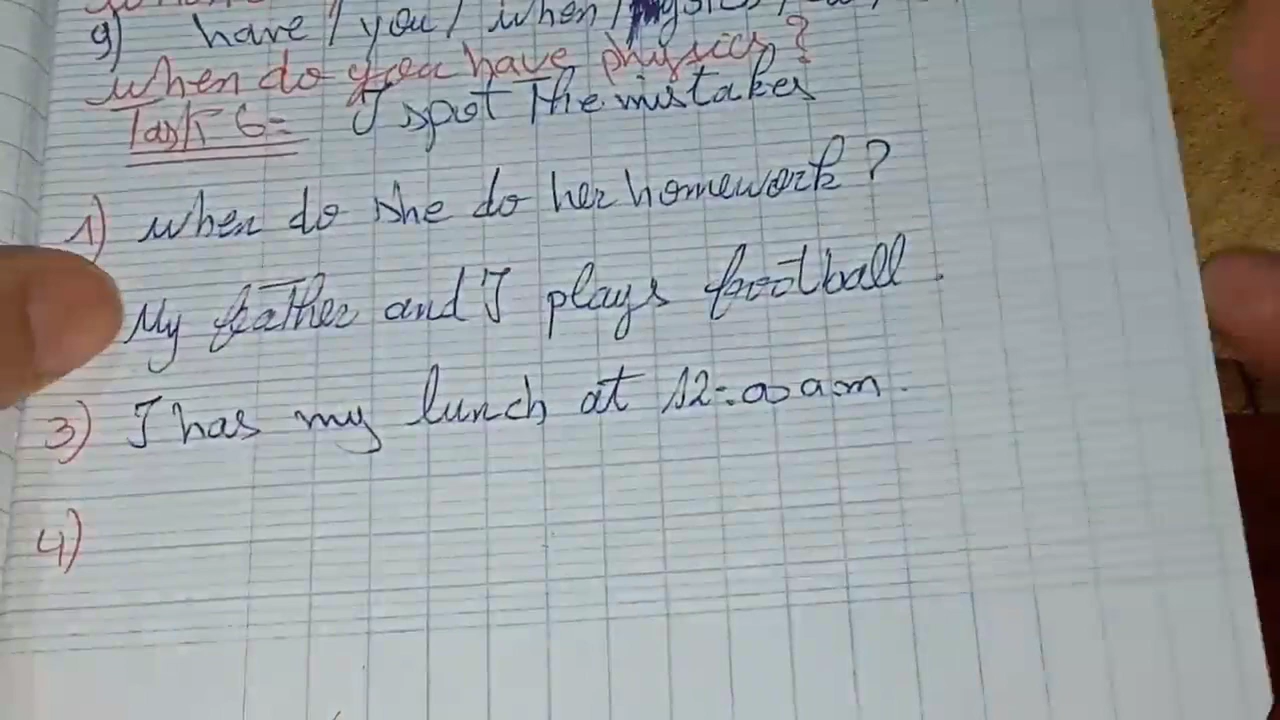 g) have / you / when /
when do you have physics?
Task 6= I spot the mistakes
1) when do she do her homework?
My father and I plays football.
3) I has my lunch at 12:00 a.m.
4)